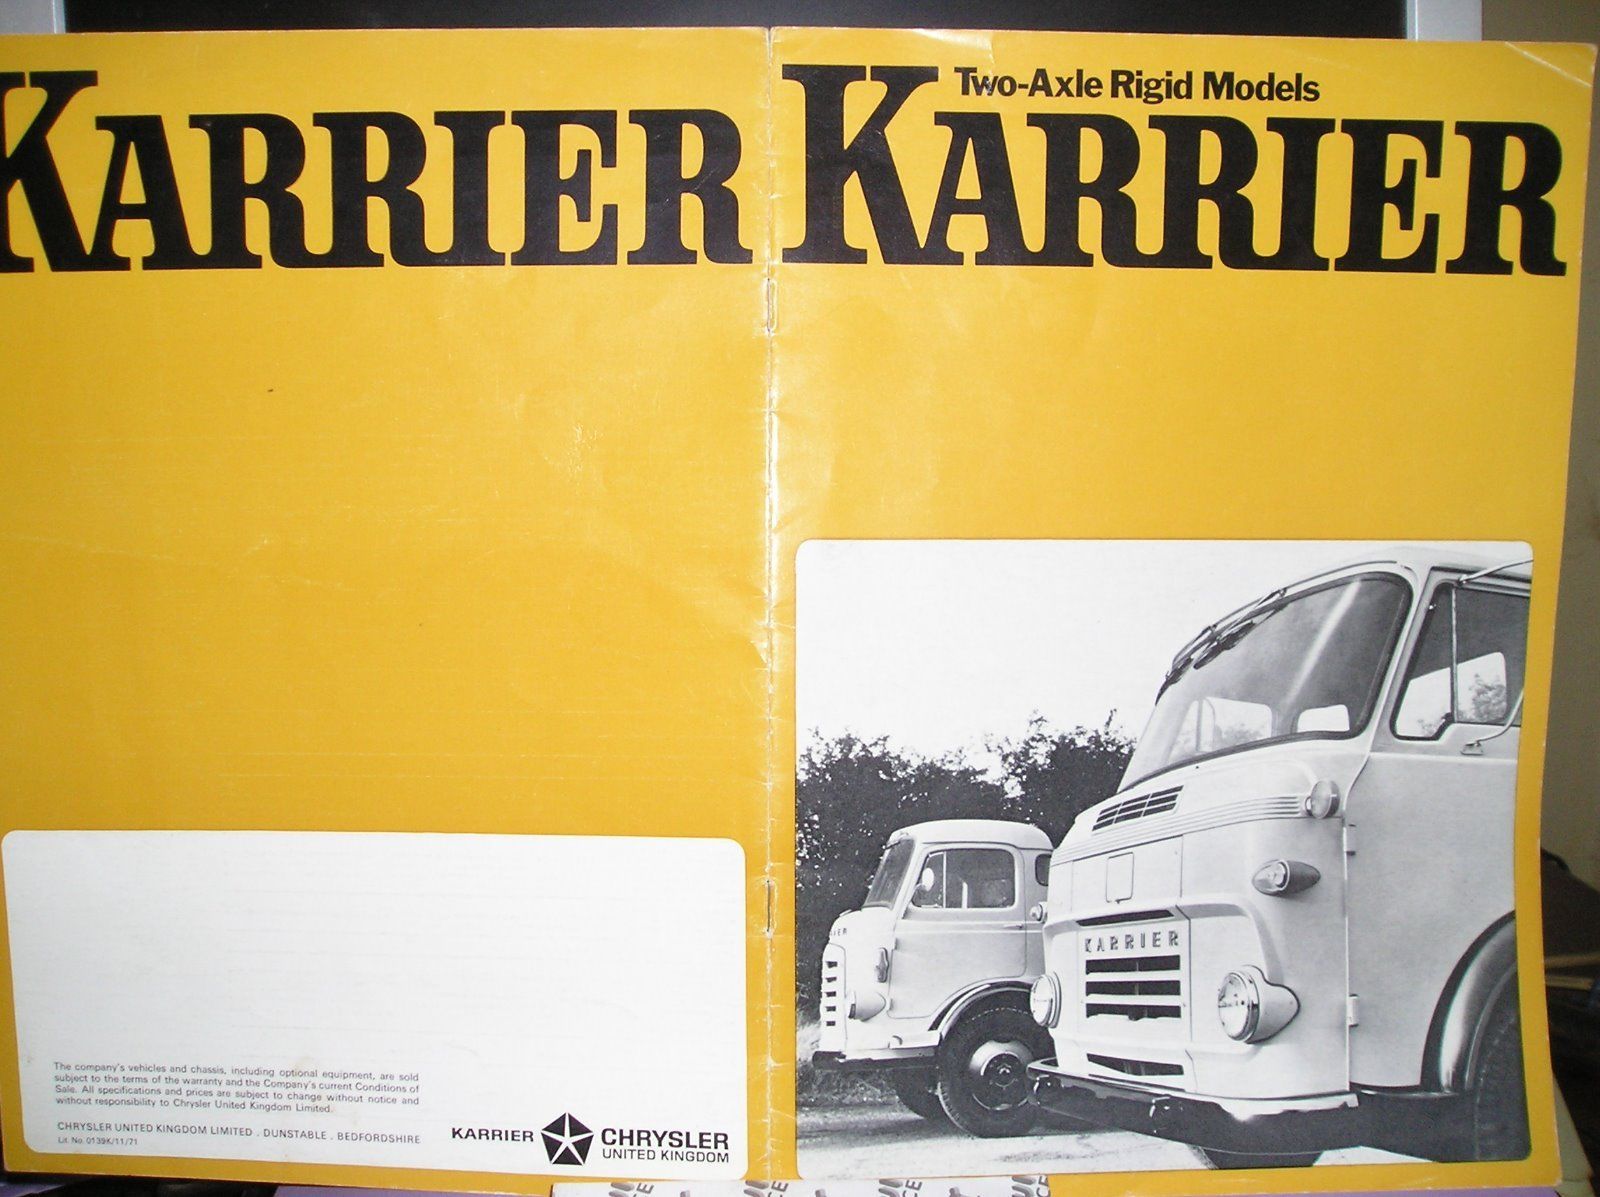 KARRIER
The company's vehicles and chassis, including optional equipment, are sold
subject to the terms of the warranty and the Company's current Conditions of
Sale. All specifications and prices are subject to change without notice and
without responsibility to Chrysler United Kingdom Limited.
CHRYSLER UNITED KINGDOM LIMITED . DUNSTABLE . BEDFORDSHIRE
Lit. No. 0139K/11/71
KARRIER CHRYSLER
UNITED KINGDOM
Two-Axle Rigid Models
KARRIER
KARRIER